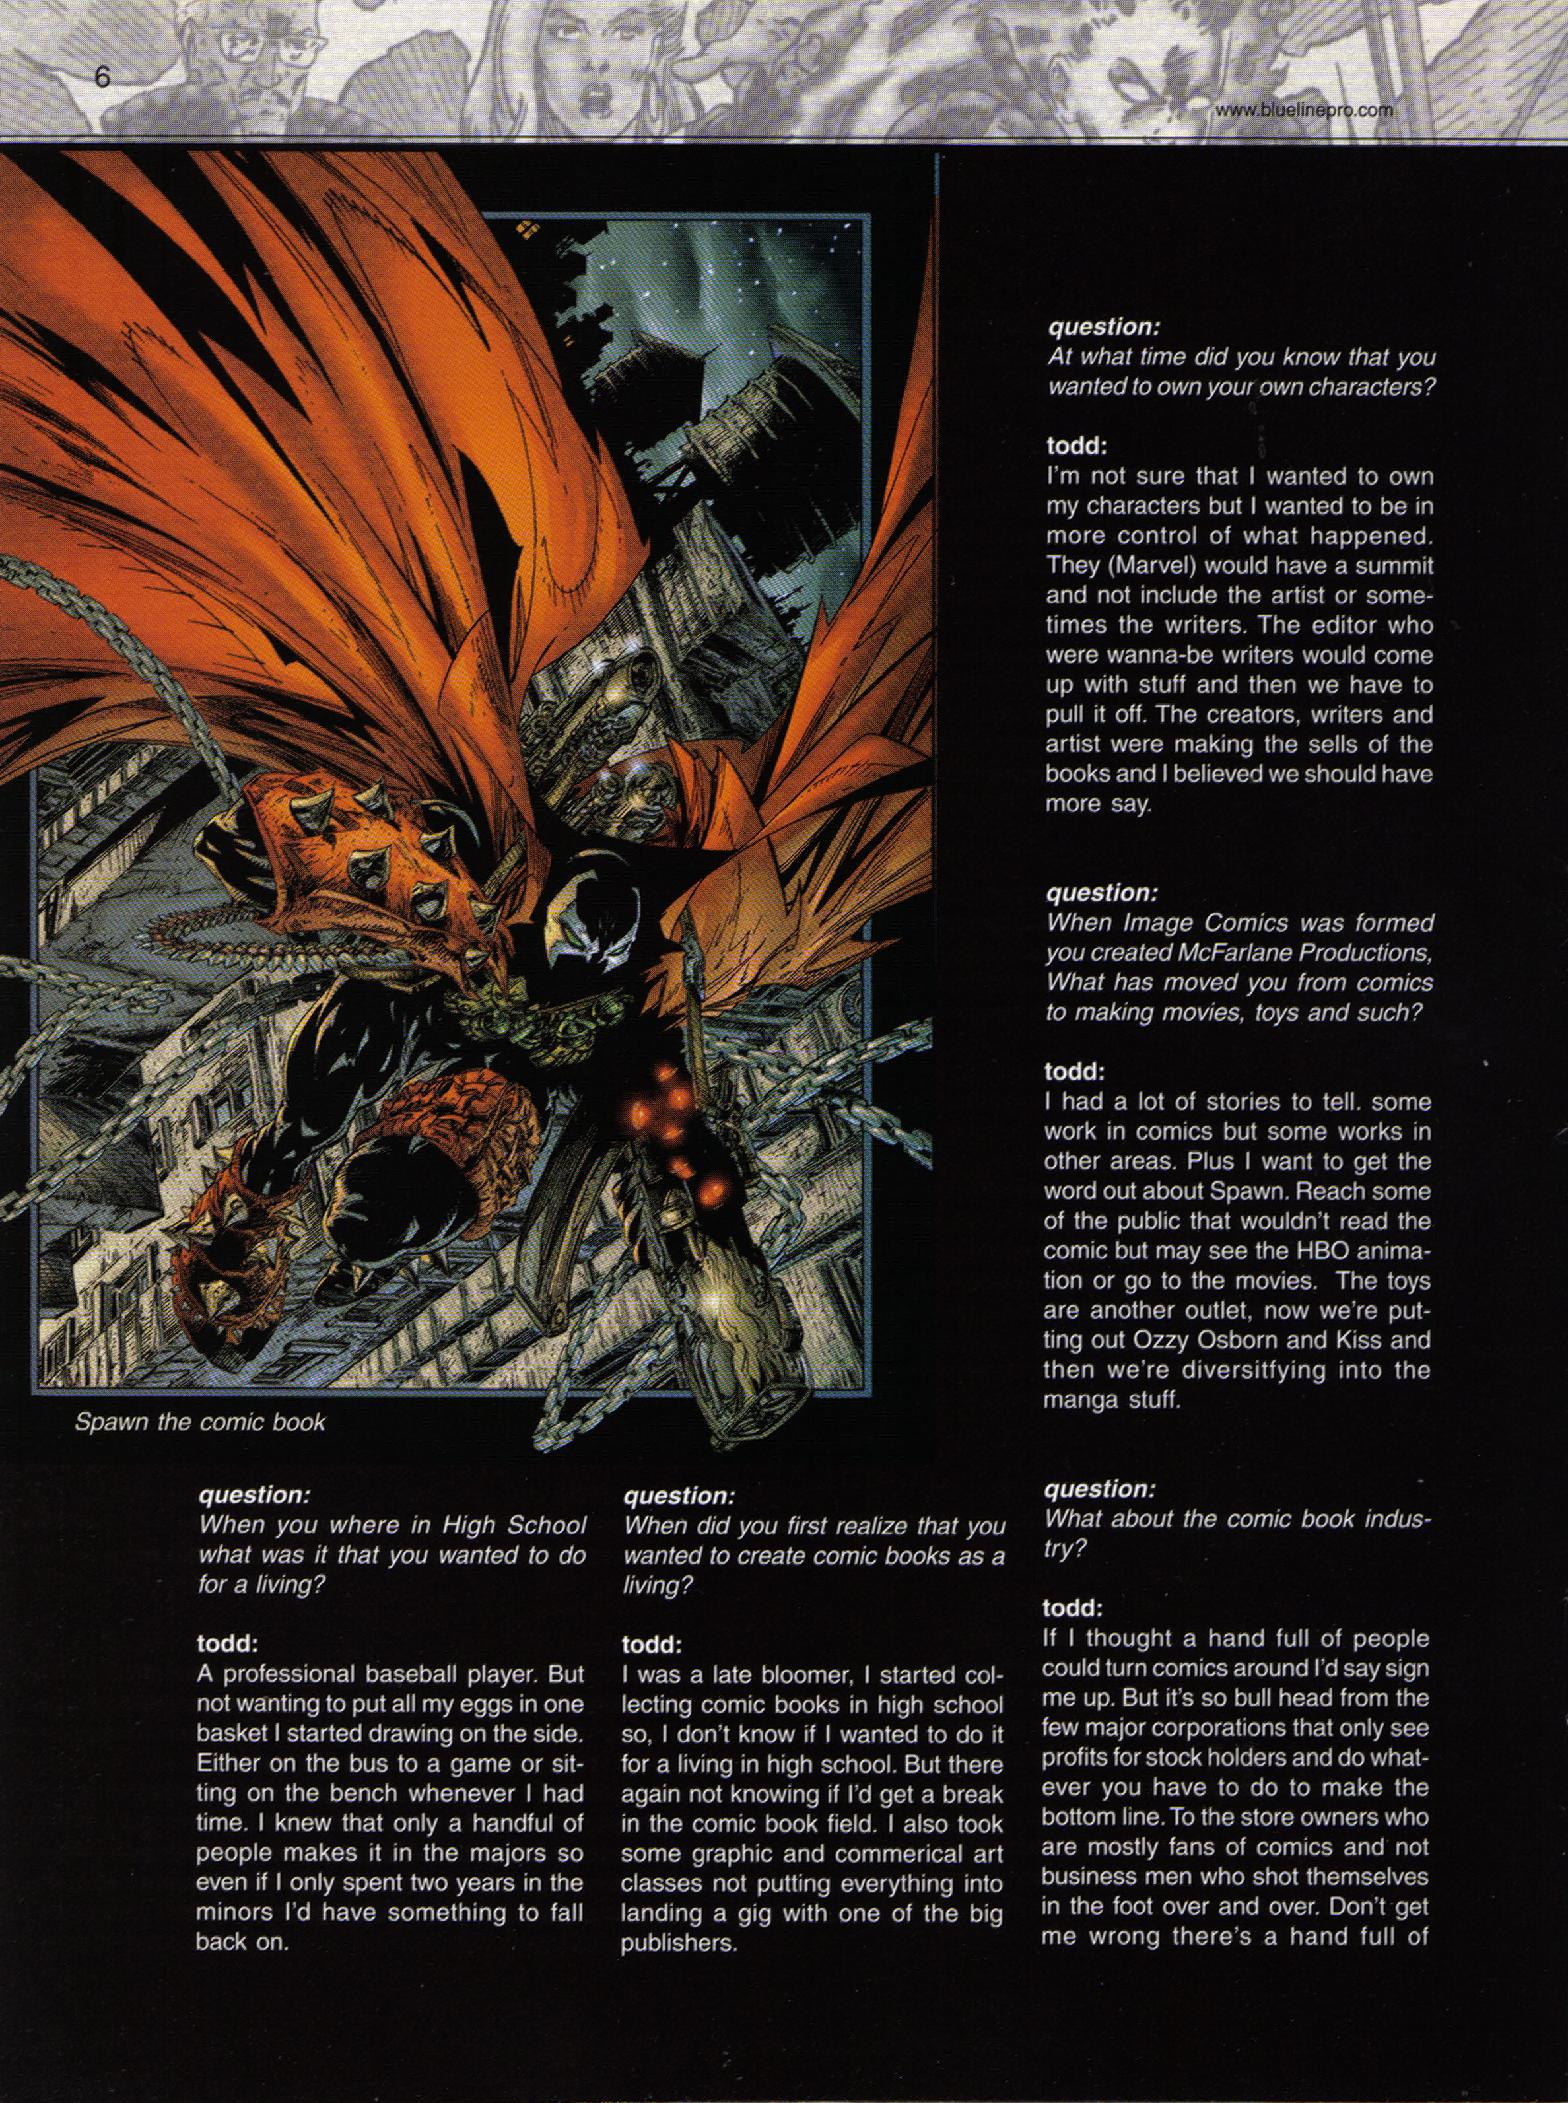 6
www.bluelinepro.com
Spawn the comic book
question:
When you where in High School
what was it that you wanted to do
for a living?
todd:
A professional baseball player. But
not wanting to put all my eggs in one
basket I started drawing on the side.
Either on the bus to a game or sit-
ting on the bench whenever I had
time. I knew that only a handful of
people makes it in the majors so
even if I only spent two years in the
minors I'd have something to fall
back on.
question:
When did you first realize that you
wanted to create comic books as a
living?
todd:
I was a late bloomer, I started col-
lecting comic books in high school
so, I don't know if I wanted to do it
for a living in high school. But there
again not knowing if I'd get a break
in the comic book field. I also took
some graphic and commerical art
classes not putting everything into
landing a gig with one of the big
publishers.
question:
At what time did you know that you
wanted to own your own characters?
todd:
I'm not sure that I wanted to own
my characters but I wanted to be in
more control of what happened.
They (Marvel) would have a summit
and not include the artist or some-
times the writers. The editor who
were wanna-be writers would come
up with stuff and then we have to
pull it off. The creators, writers and
artist were making the sells of the
books and I believed we should have
more say.
question:
When Image Comics was formed
you created McFarlane Productions,
What has moved you from comics
to making movies, toys and such?
todd:
I had a lot of stories to tell. some
work in comics but some works in
other areas. Plus I want to get the
word out about Spawn. Reach some
of the public that wouldn't read the
comic but may see the HBO anima-
tion or go to the movies. The toys
are another outlet, now we're put-
ting out Ozzy Osborn and Kiss and
then we're diversitfying into the
manga stuff.
question:
What about the comic book indus-
try?
todd:
If I thought a hand full of people
could turn comics around I'd say sign
me up. But it's so bull head from the
few major corporations that only see
profits for stock holders and do what-
ever you have to do to make the
bottom line. To the store owners who
are mostly fans of comics and not
business men who shot themselves
in the foot over and over. Don't get
me wrong there's a hand full of